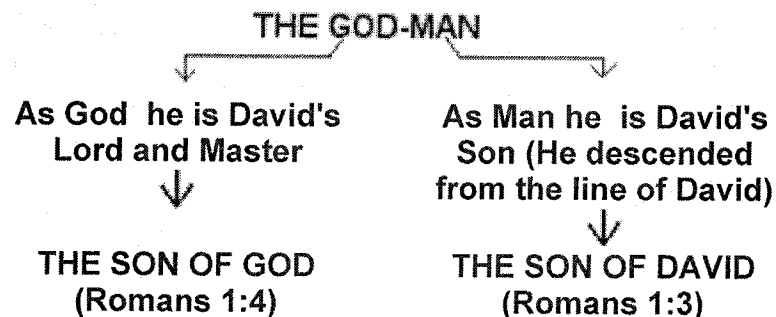 THE GOD-MAN
As God he is David's
Lord and Master
THE SON OF GOD
(Romans 1:4)
As Man he is David's
Son (He descended
from the line of David)
THE SON OF DAVID
(Romans 1:3)